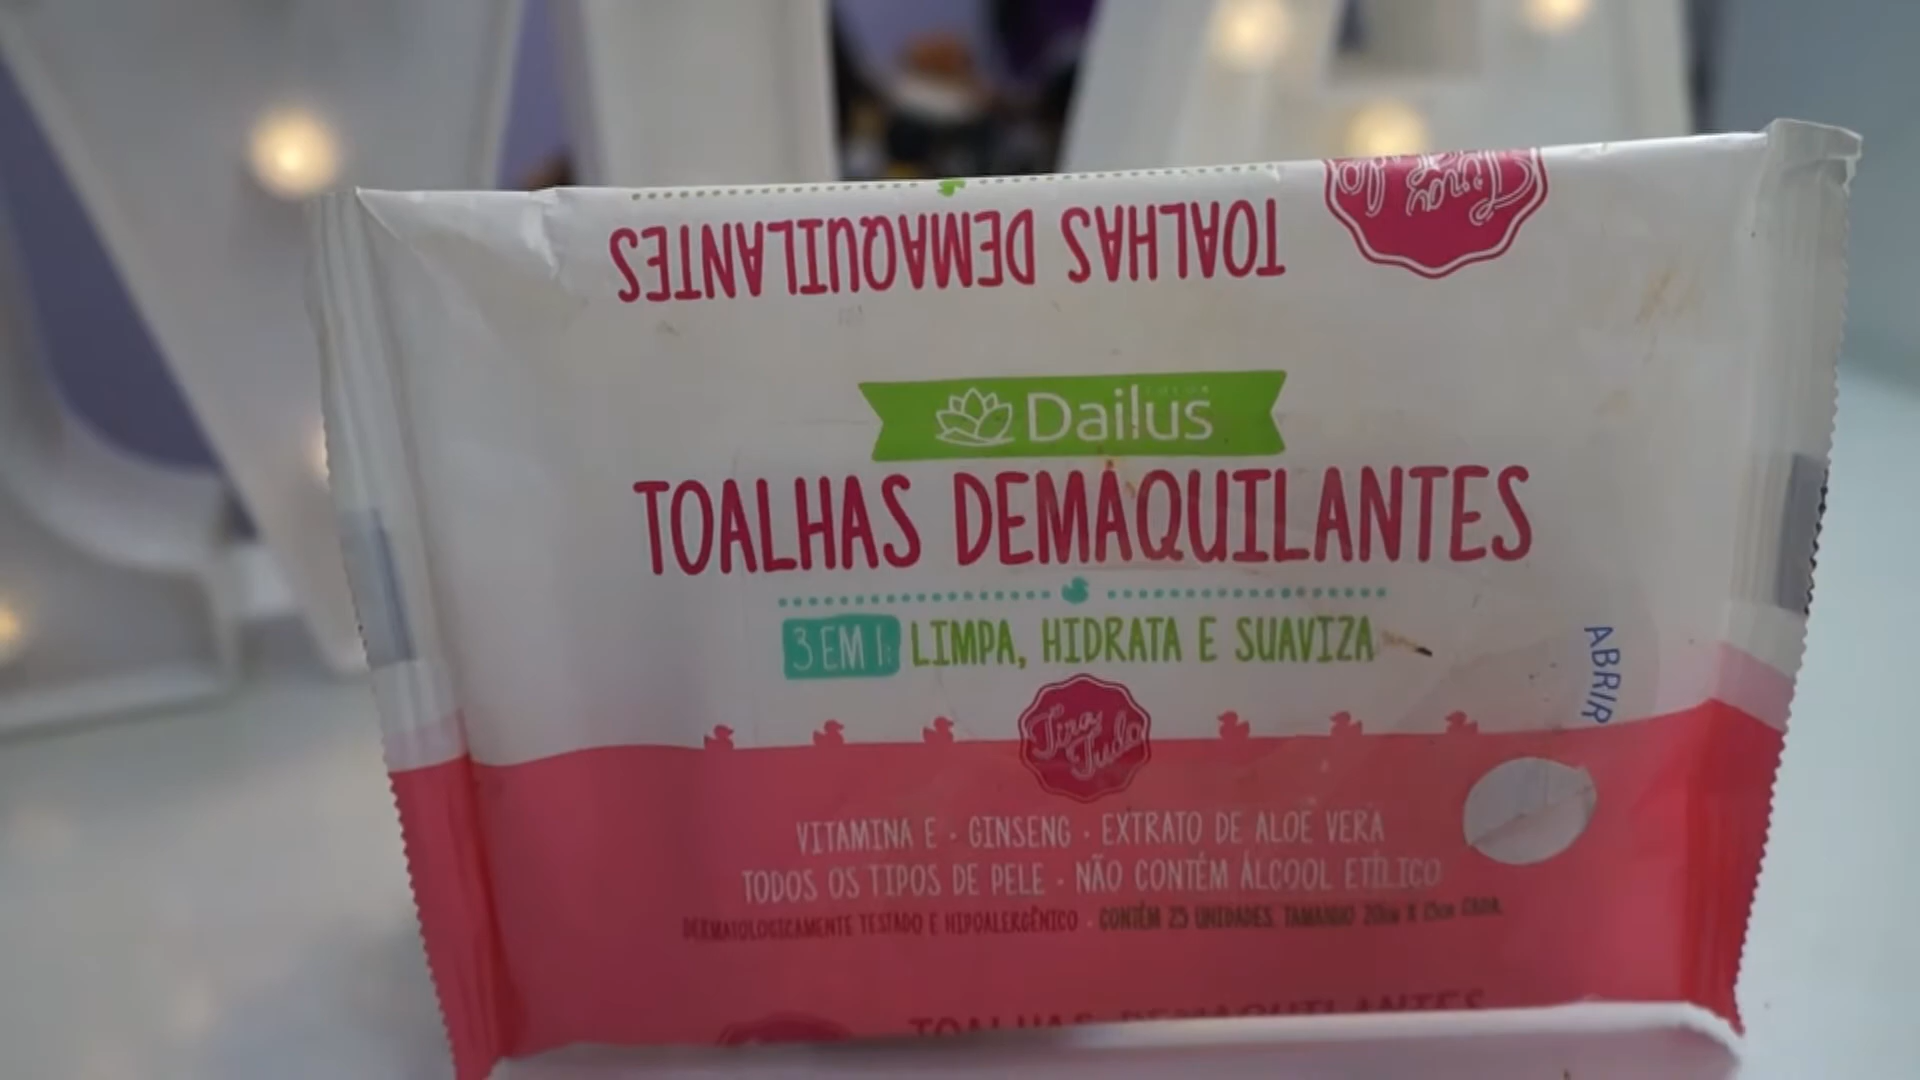 TOALHAS DEMAQUILANTES
Tira
Tudo
Dailus
TOALHAS DEMAQUILANTES
3 EM 1: LIMPA, HIDRATA E SUAVIZA
ABRIR
Tira
Tudo
VITAMINA E · GINSENG · EXTRATO DE ALOE VERA
TODOS OS TIPOS DE PELE · NÃO CONTÉM ÁLCOOL ETÍLICO
DERMATOLOGICAMENTE TESTADO E HIPOALERGÊNICO · CONTÉM 25 UNIDADES. TAMANHO 20cm X 15cm CADA.
TOALHAS DEMAQUILANTES